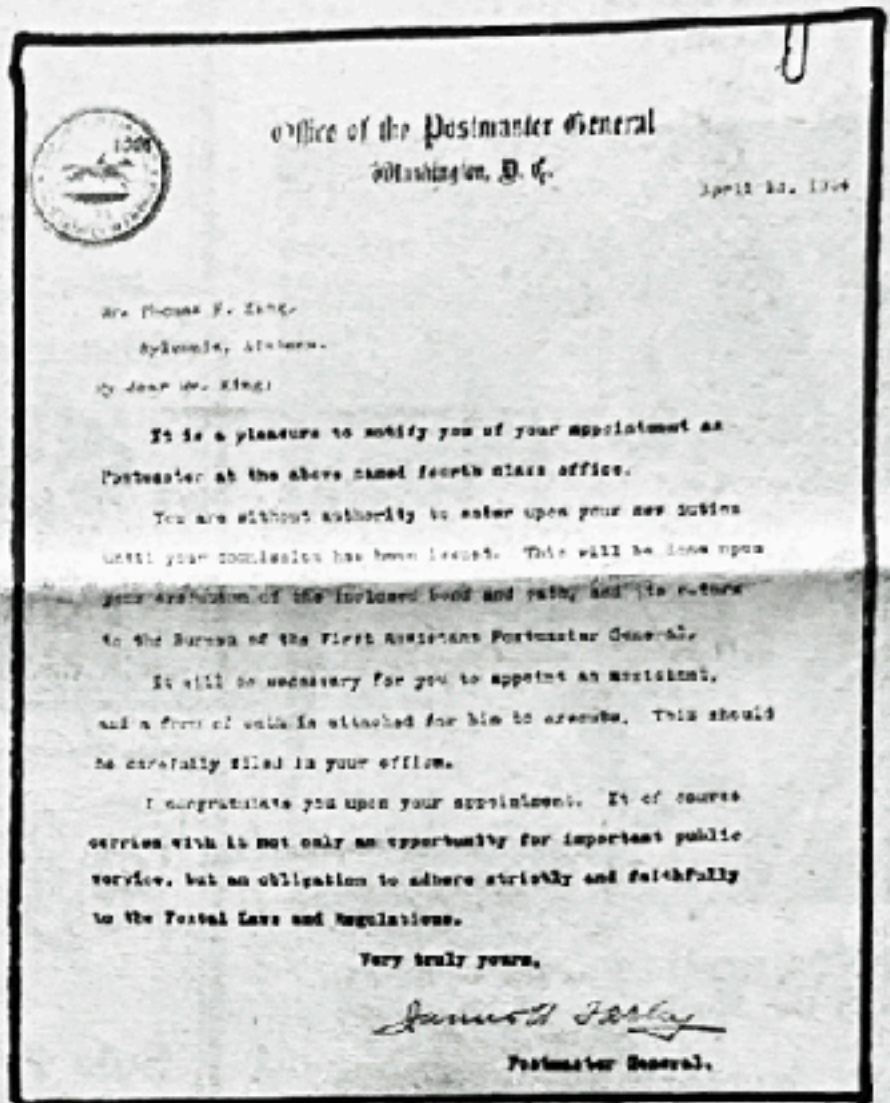 Office of the Postmaster General
Washington, D. C.
April
Mr. Thomas F. King,
Sylvania, Alabama.
My dear Mr. King:
It is a pleasure to notify you of your appointment as
Postmaster at the above named fourth class office.
You are without authority to enter upon your new duties
until your commission has been issued. This will be done upon
your execution of the inclosed bond and oath, and its return
to the Bureau of the First Assistant Postmaster General.
It will be necessary for you to appoint an assistant,
and a form of oath is attached for him to execute. This should
be carefully filed in your office.
I congratulate you upon your appointment. It of course
carries with it not only an opportunity for important public
service, but an obligation to adhere strictly and faithfully
to the Postal Laws and Regulations.
Very truly yours,
James A Farley
Postmaster General.